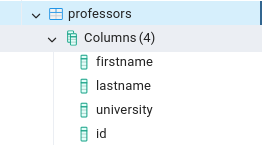 professors
Columns (4)
firstname
lastname
university
id